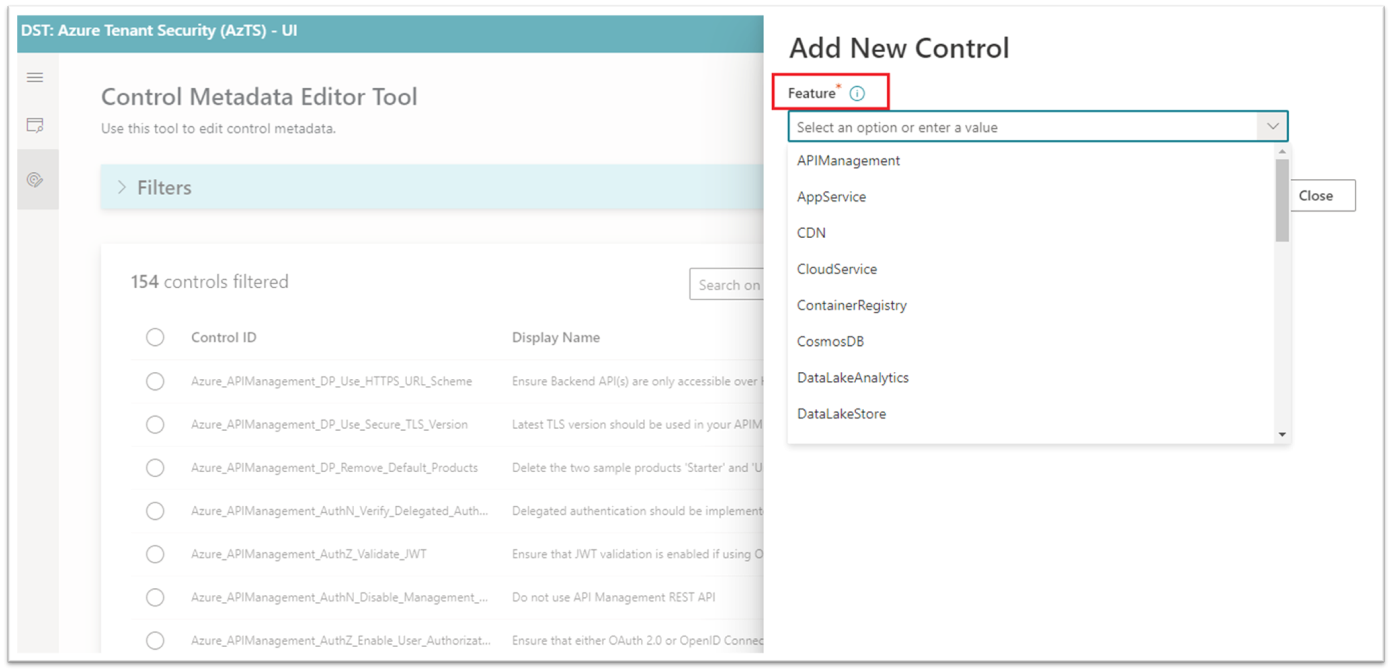 DST: Azure Tenant Security (AzTS) - UI
Control Metadata Editor Tool
Use this tool to edit control metadata.
Filters
154 controls filtered
Search on
Control ID
Display Name
Azure_APIManagement_DP_Use_HTTPS_URL_Scheme
Ensure Backend API(s) are only accessible over
Azure_APIManagement_DP_Use_Secure_TLS_Version
Latest TLS version should be used in your APIM
Azure_APIManagement_DP_Remove_Default_Products
Delete the two sample products 'Starter' and 'U
Azure_APIManagement_AuthN_Verify_Delegated_Auth...
Delegated authentication should be implement
Azure_APIManagement_AuthZ_Validate_JWT
Ensure that JWT validation is enabled if using O
Azure_APIManagement_AuthN_Disable_Management_...
Do not use API Management REST API
Azure_APIManagement_AuthZ_Enable_User_Authorizat...
Ensure that either OAuth 2.0 or OpenID Connec
Add New Control
Feature*
Select an option or enter a value
APIManagement
AppService
CDN
CloudService
ContainerRegistry
CosmosDB
DataLakeAnalytics
DataLakeStore
Close